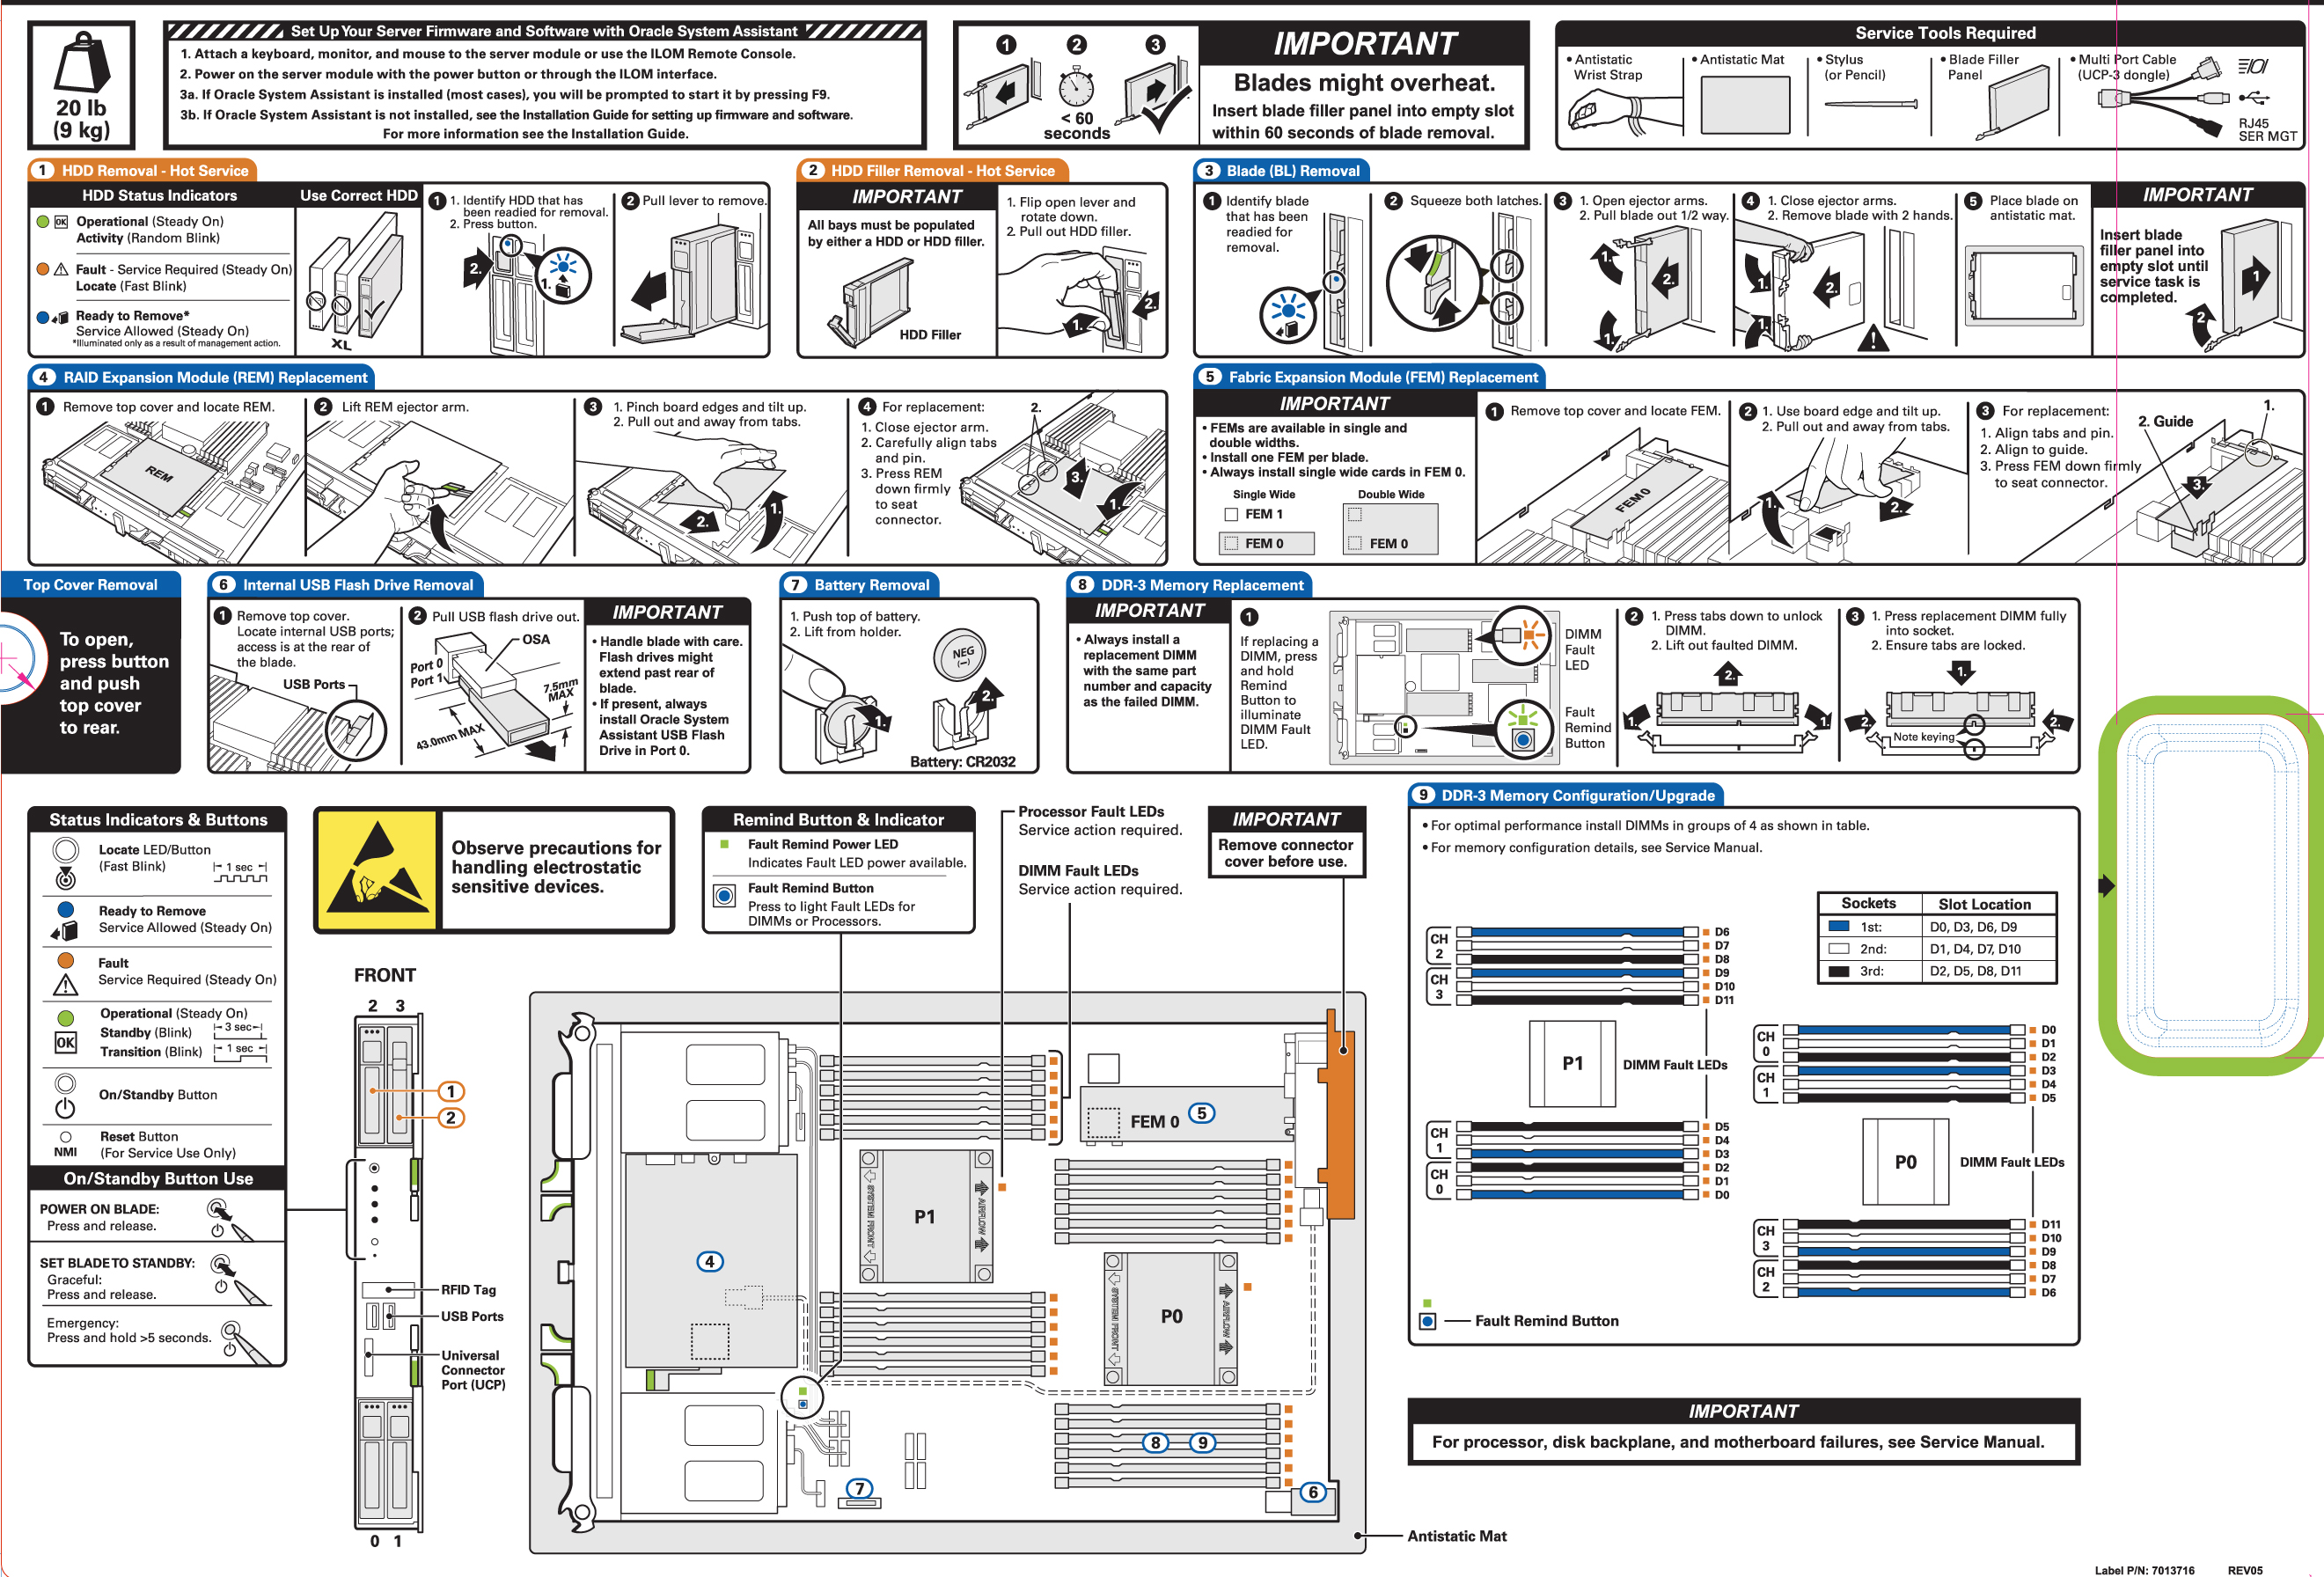 20 lb
(9 kg)
Set Up Your Server Firmware and Software with Oracle System Assistant
1. Attach a keyboard, monitor, and mouse to the server module or use the ILOM Remote Console.
2. Power on the server module with the power button or through the ILOM interface.
3a. If Oracle System Assistant is installed (most cases), you will be prompted to start it by pressing F9.
3b. If Oracle System Assistant is not installed, see the Installation Guide for setting up firmware and software.
For more information see the Installation Guide.
1
2
3
< 60
seconds
IMPORTANT
Blades might overheat.
Insert blade filler panel into empty slot
within 60 seconds of blade removal.
Service Tools Required
• Antistatic
Wrist Strap
• Antistatic Mat
• Stylus
(or Pencil)
• Blade Filler
Panel
• Multi Port Cable
(UCP-3 dongle)
RJ45
SER MGT
1 HDD Removal - Hot Service
HDD Status Indicators
OK Operational (Steady On)
Activity (Random Blink)
Fault - Service Required (Steady On)
Locate (Fast Blink)
Ready to Remove*
Service Allowed (Steady On)
*Illuminated only as a result of management action.
Use Correct HDD
XL
1 1. Identify HDD that has
been readied for removal.
2. Press button.
2.
1.
2 Pull lever to remove.
2 HDD Filler Removal - Hot Service
IMPORTANT
All bays must be populated
by either a HDD or HDD filler.
HDD Filler
1. Flip open lever and
rotate down.
2. Pull out HDD filler.
2.
1.
3 Blade (BL) Removal
1 Identify blade
that has been
readied for
removal.
2 Squeeze both latches.
3 1. Open ejector arms.
2. Pull blade out 1/2 way.
1.
2.
1.
4 1. Close ejector arms.
2. Remove blade with 2 hands.
1.
2.
1.
5 Place blade on
antistatic mat.
IMPORTANT
Insert blade
filler panel into
empty slot until
service task is
completed.
1
2
4 RAID Expansion Module (REM) Replacement
1 Remove top cover and locate REM.
REM
2 Lift REM ejector arm.
3 1. Pinch board edges and tilt up.
2. Pull out and away from tabs.
2.
1.
4 For replacement:
1. Close ejector arm.
2. Carefully align tabs
and pin.
3. Press REM
down firmly
to seat
connector.
2.
3.
1.
5 Fabric Expansion Module (FEM) Replacement
IMPORTANT
• FEMs are available in single and
double widths.
• Install one FEM per blade.
• Always install single wide cards in FEM 0.
Single Wide
Double Wide
FEM 1
FEM 0
FEM 0
1 Remove top cover and locate FEM.
FEM 0
2 1. Use board edge and tilt up.
2. Pull out and away from tabs.
1.
2.
3 For replacement:
1. Align tabs and pin.
2. Align to guide.
3. Press FEM down firmly
to seat connector.
2. Guide
1.
3.
Top Cover Removal
To open,
press button
and push
top cover
to rear.
6 Internal USB Flash Drive Removal
1 Remove top cover.
Locate internal USB ports;
access is at the rear of
the blade.
USB Ports
2 Pull USB flash drive out.
OSA
Port 0
Port 1
7.5mm
MAX
43.0mm MAX
IMPORTANT
• Handle blade with care.
Flash drives might
extend past rear of
blade.
• If present, always
install Oracle System
Assistant USB Flash
Drive in Port 0.
7 Battery Removal
1. Push top of battery.
2. Lift from holder.
NEG
(–)
1.
2.
Battery: CR2032
8 DDR-3 Memory Replacement
IMPORTANT
• Always install a
replacement DIMM
with the same part
number and capacity
as the failed DIMM.
1
If replacing a
DIMM, press
and hold
Remind
Button to
illuminate
DIMM Fault
LED.
DIMM
Fault
LED
Fault
Remind
Button
2 1. Press tabs down to unlock
DIMM.
2. Lift out faulted DIMM.
2.
1.
1.
3 1. Press replacement DIMM fully
into socket.
2. Ensure tabs are locked.
1.
2.
2.
Note keying
Status Indicators & Buttons
Locate LED/Button
(Fast Blink)
1 sec
Ready to Remove
Service Allowed (Steady On)
Fault
Service Required (Steady On)
Operational (Steady On)
OK Standby (Blink) 3 sec
Transition (Blink) 1 sec
On/Standby Button
Reset Button
NMI (For Service Use Only)
On/Standby Button Use
POWER ON BLADE:
Press and release.
SET BLADE TO STANDBY:
Graceful:
Press and release.
Emergency:
Press and hold >5 seconds.
Observe precautions for
handling electrostatic
sensitive devices.
Remind Button & Indicator
Fault Remind Power LED
Indicates Fault LED power available.
Fault Remind Button
Press to light Fault LEDs for
DIMMs or Processors.
Processor Fault LEDs
Service action required.
DIMM Fault LEDs
Service action required.
IMPORTANT
Remove connector
cover before use.
FRONT
2 3
1
2
RFID Tag
USB Ports
Universal
Connector
Port (UCP)
0 1
FEM 0 5
P1
SYSTEM FRONT
AIRFLOW
4
P0
SYSTEM FRONT
AIRFLOW
8 9
7
6
Antistatic Mat
9 DDR-3 Memory Configuration/Upgrade
• For optimal performance install DIMMs in groups of 4 as shown in table.
• For memory configuration details, see Service Manual.
Sockets Slot Location
1st: D0, D3, D6, D9
2nd: D1, D4, D7, D10
3rd: D2, D5, D8, D11
CH
2
D6
D7
D8
CH
3
D9
D10
D11
P1
DIMM Fault LEDs
CH
1
D5
D4
D3
CH
0
D2
D1
D0
CH
0
D0
D1
D2
CH
1
D3
D4
D5
P0
DIMM Fault LEDs
CH
3
D11
D10
D9
CH
2
D8
D7
D6
Fault Remind Button
IMPORTANT
For processor, disk backplane, and motherboard failures, see Service Manual.
Label P/N: 7013716 REV05